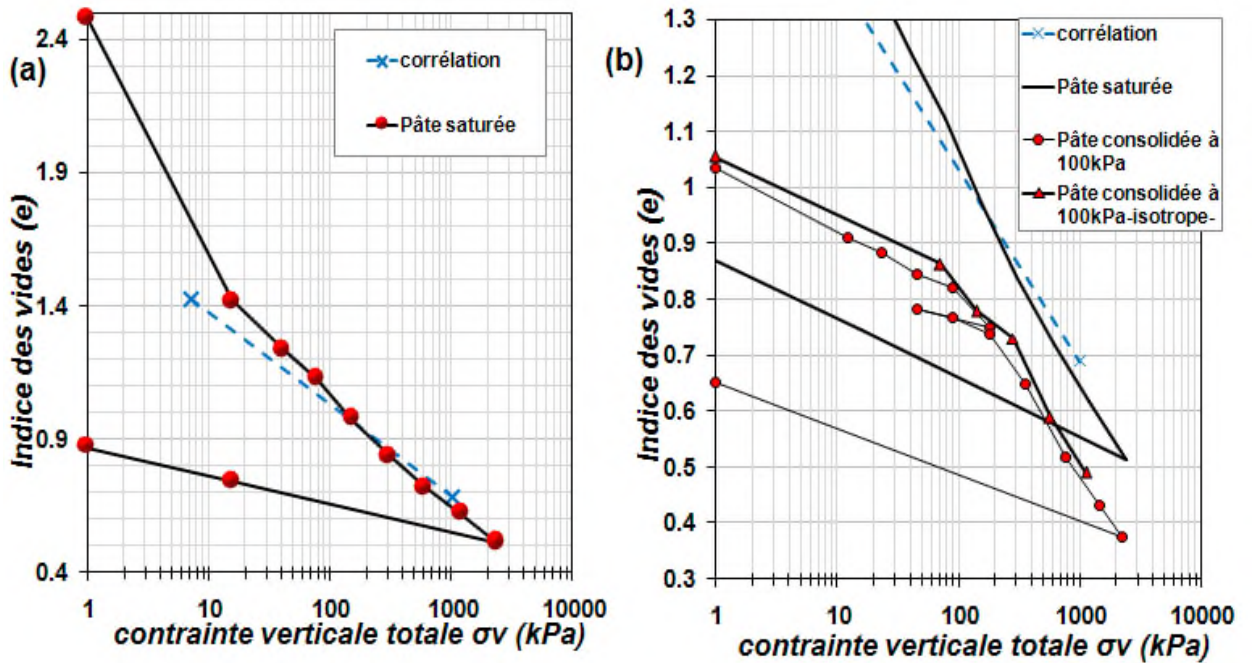 (a)
Indice des vides (e)
2.4
1.9
1.4
0.9
0.4
1
10
100
1000
10000
contrainte verticale totale σv (kPa)
corrélation
Pâte saturée
(b)
Indice des vides (e)
1.3
1.2
1.1
1
0.9
0.8
0.7
0.6
0.5
0.4
0.3
1
10
100
1000
10000
contrainte verticale totale σv (kPa)
corrélation
Pâte saturée
Pâte consolidée à
100kPa
Pâte consolidée à
100kPa-isotrope-